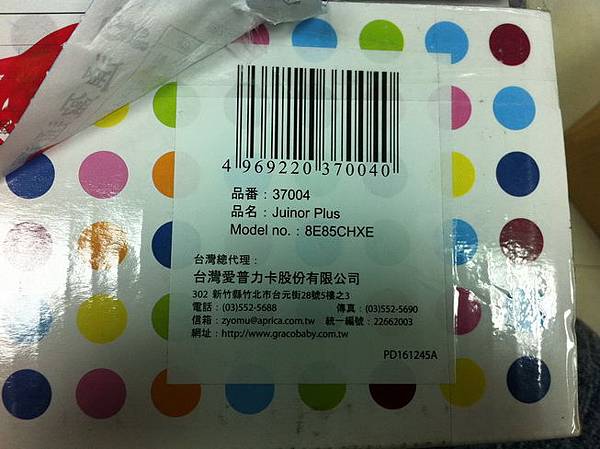 4 969220 370040
品番：37004
品名：Juinor Plus
Model no.：8E85CHXE
台灣總代理：
台灣愛普力卡股份有限公司
302 新竹縣竹北市台元街28號5樓之3
電話：(03)552-5688 傳真：(03)552-5690
信箱：zyomu@aprica.com.tw 統一編號：22662003
網址：http://www.gracobaby.com.tw
PD161245A